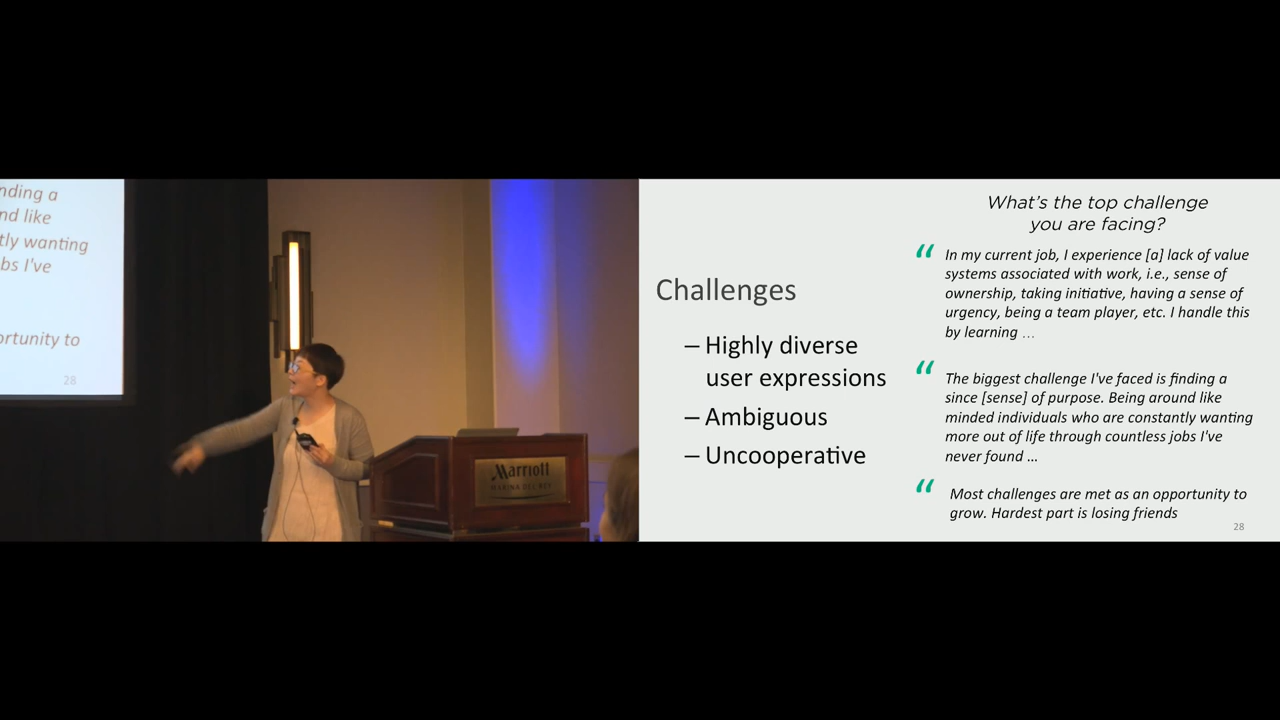 nding a
nd like
tly wanting
bs I've
ortunity to
28
Marriott
MARINA DEL REY
What's the top challenge
you are facing?
Challenges
– Highly diverse
user expressions
– Ambiguous
– Uncooperative
“ In my current job, I experience [a] lack of value
systems associated with work, i.e., sense of
ownership, taking initiative, having a sense of
urgency, being a team player, etc. I handle this
by learning ...
“ The biggest challenge I've faced is finding a
since [sense] of purpose. Being around like
minded individuals who are constantly wanting
more out of life through countless jobs I've
never found ...
“ Most challenges are met as an opportunity to
grow. Hardest part is losing friends
28